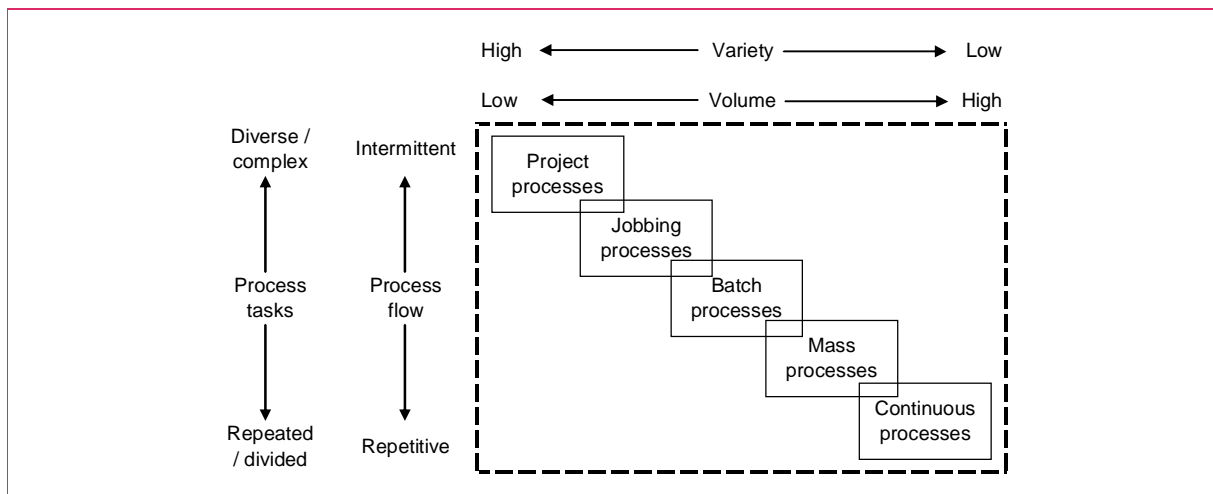 High Variety Low
Low Volume High
Diverse /
complex
Intermittent
Project
processes
Jobbing
processes
Batch
processes
Process
tasks
Process
flow
Mass
processes
Continuous
processes
Repeated
/ divided
Repetitive